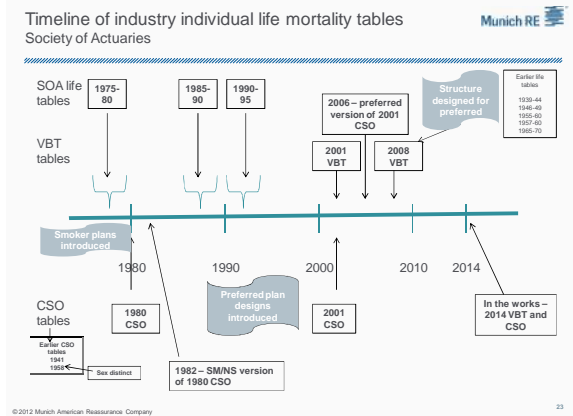 Timeline of industry individual life mortality tables
Society of Actuaries
Munich RE
SOA life
tables
1975-
80
1985-
90
1990-
95
2006 – preferred
version of 2001
CSO
Structure
designed for
preferred
Earlier life
tables
1939-44
1946-49
1955-60
1957-60
1965-70
VBT
tables
2001
VBT
2008
VBT
Smoker plans
introduced
1980
1990
2000
2010
2014
Preferred plan
designs
introduced
CSO
tables
1980
CSO
2001
CSO
In the works –
2014 VBT and
CSO
Earlier CSO
tables
1941
1958
Sex distinct
1982 – SM/NS version
of 1980 CSO
©2012 Munich American Reassurance Company
23